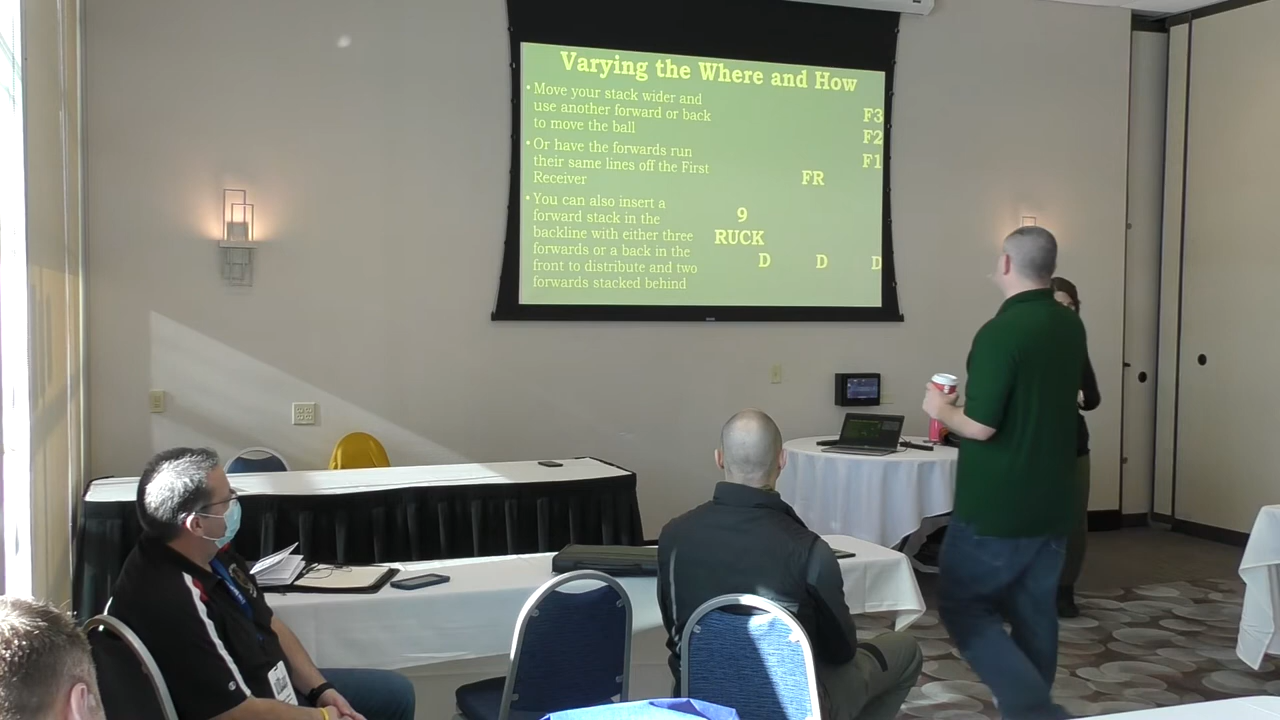 Varying the Where and How
• Move your stack wider and
use another forward or back
to move the ball
• Or have the forwards run
their same lines off the First
Receiver
• You can also insert a
forward stack in the
backline with either three
forwards or a back in the
front to distribute and two
forwards stacked behind
F3
F2
F1
FR
9
RUCK
D D D